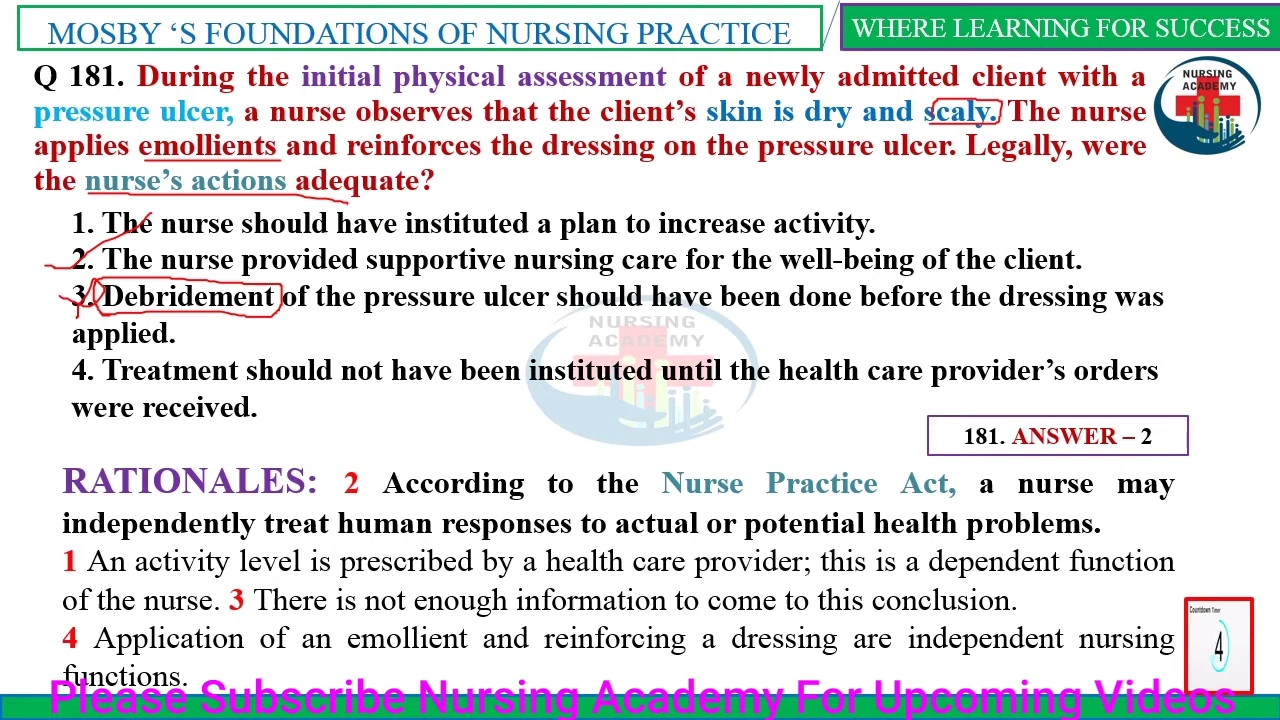 MOSBY ‘S FOUNDATIONS OF NURSING PRACTICE
WHERE LEARNING FOR SUCCESS
Q 181. During the initial physical assessment of a newly admitted client with a
pressure ulcer, a nurse observes that the client’s skin is dry and scaly. The nurse
applies emollients and reinforces the dressing on the pressure ulcer. Legally, were
the nurse’s actions adequate?
NURSING
ACADEMY
1. The nurse should have instituted a plan to increase activity.
2. The nurse provided supportive nursing care for the well-being of the client.
3. Debridement of the pressure ulcer should have been done before the dressing was
applied.
4. Treatment should not have been instituted until the health care provider’s orders
were received.
NURSING
ACADEMY
181. ANSWER – 2
RATIONALES: 2 According to the Nurse Practice Act, a nurse may
independently treat human responses to actual or potential health problems.
1 An activity level is prescribed by a health care provider; this is a dependent function
of the nurse. 3 There is not enough information to come to this conclusion.
4 Application of an emollient and reinforcing a dressing are independent nursing
functions.
Countdown Timer
4
Please Subscribe Nursing Academy For Upcoming Videos